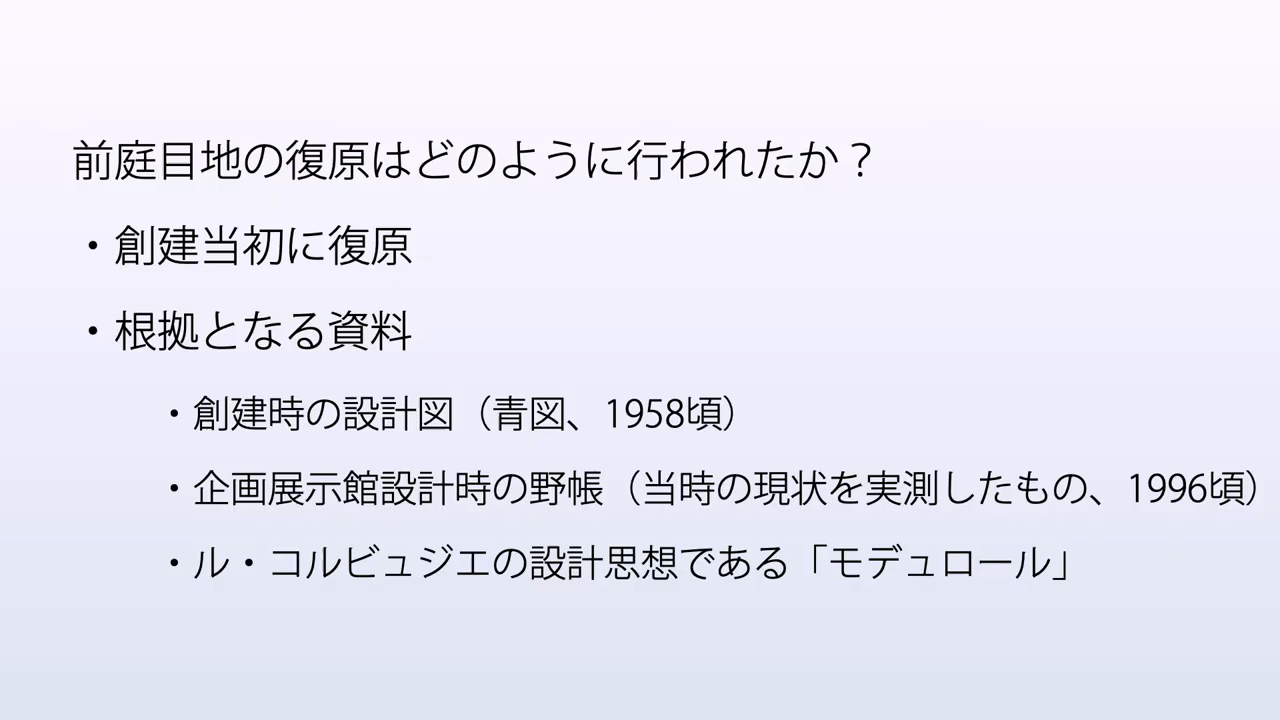 前庭目地の復原はどのように行われたか？
・創建当初に復原
・根拠となる資料
・創建時の設計図（青図、1958頃）
・企画展示館設計時の野帳（当時の現状を実測したもの、1996頃）
・ル・コルビュジエの設計思想である「モデュロール」